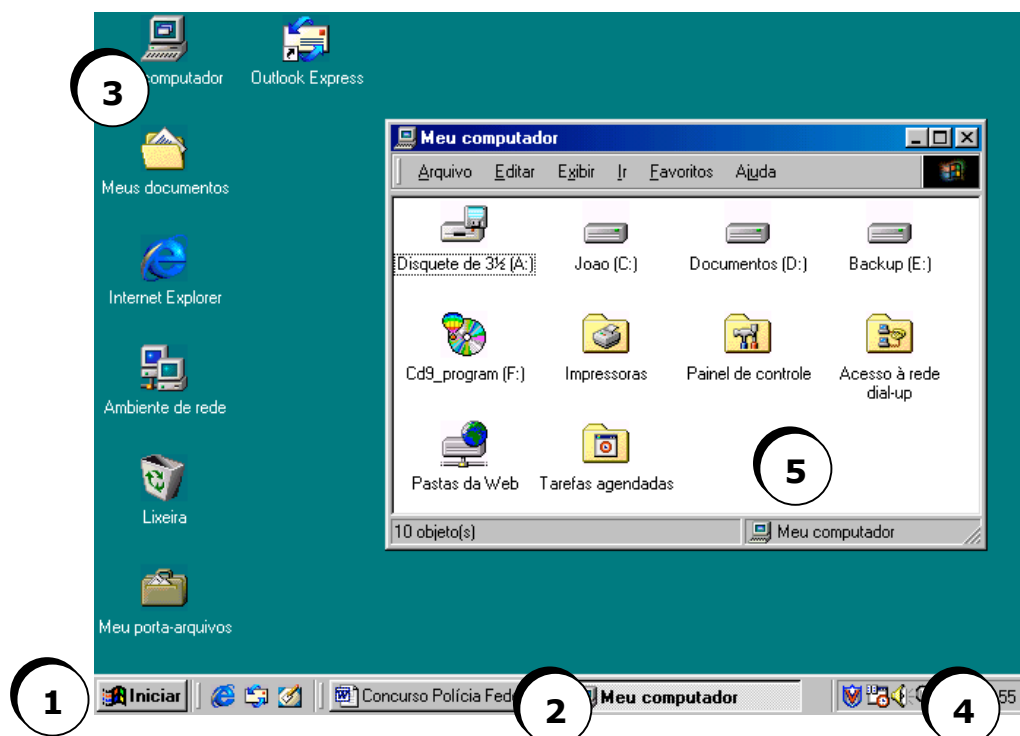 computador
Outlook Express
3
Meus documentos
Internet Explorer
Ambiente de rede
Lixeira
Meu porta-arquivos
Meu computador
Arquivo Editar Exibir Ir Favoritos Ajuda
Disquete de 3½ (A:) Joao (C:) Documentos (D:) Backup (E:)
Cd9_program (F:) Impressoras Painel de controle Acesso à rede
dial-up
Pastas da Web Tarefas agendadas
5
10 objeto(s) Meu computador
1
Iniciar
Concurso Polícia
2
Meu computador
4
55